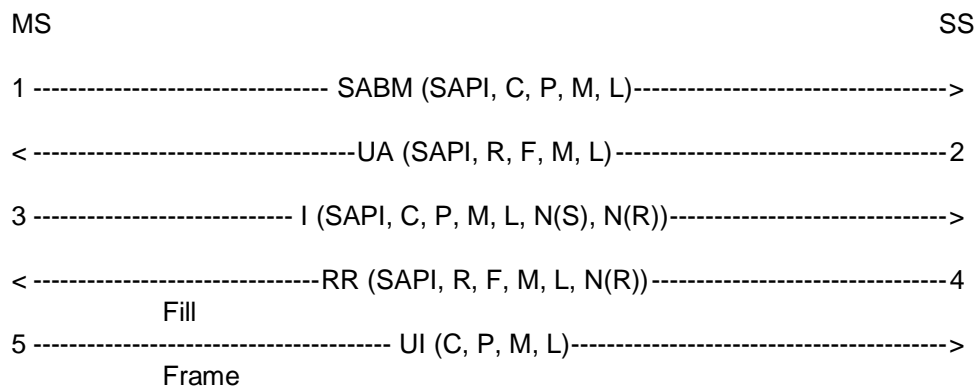 MS SS
1 --------------------------------- SABM (SAPI, C, P, M, L)----------------------------------->
< ------------------------------------UA (SAPI, R, F, M, L)-------------------------------------2
3 ----------------------------- I (SAPI, C, P, M, L, N(S), N(R))------------------------------->
< --------------------------------RR (SAPI, R, F, M, L, N(R))---------------------------------4
Fill
5 ---------------------------------------- UI (C, P, M, L)------------------------------------------>
Frame